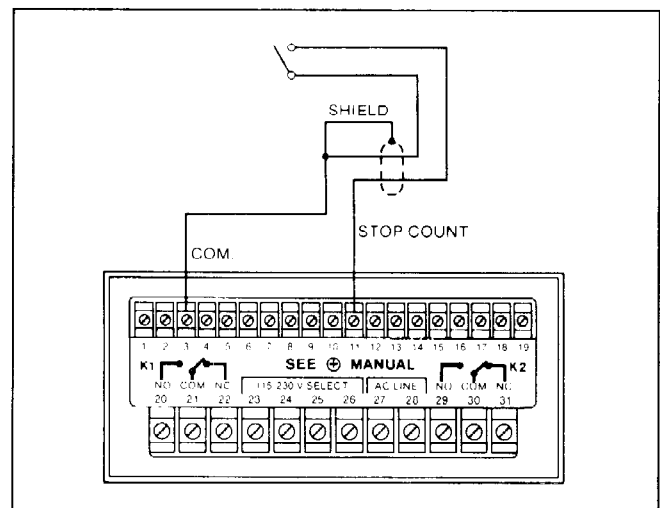 SHIELD
STOP COUNT
COM.
1 2 3 4 5 6 7 8 9 10 11 12 13 14 15 16 17 18 19
K1 SEE MANUAL K2
NO COM NC 115 230 V SELECT AC LINE NO COM NC
20 21 22 23 24 25 26 27 28 29 30 31